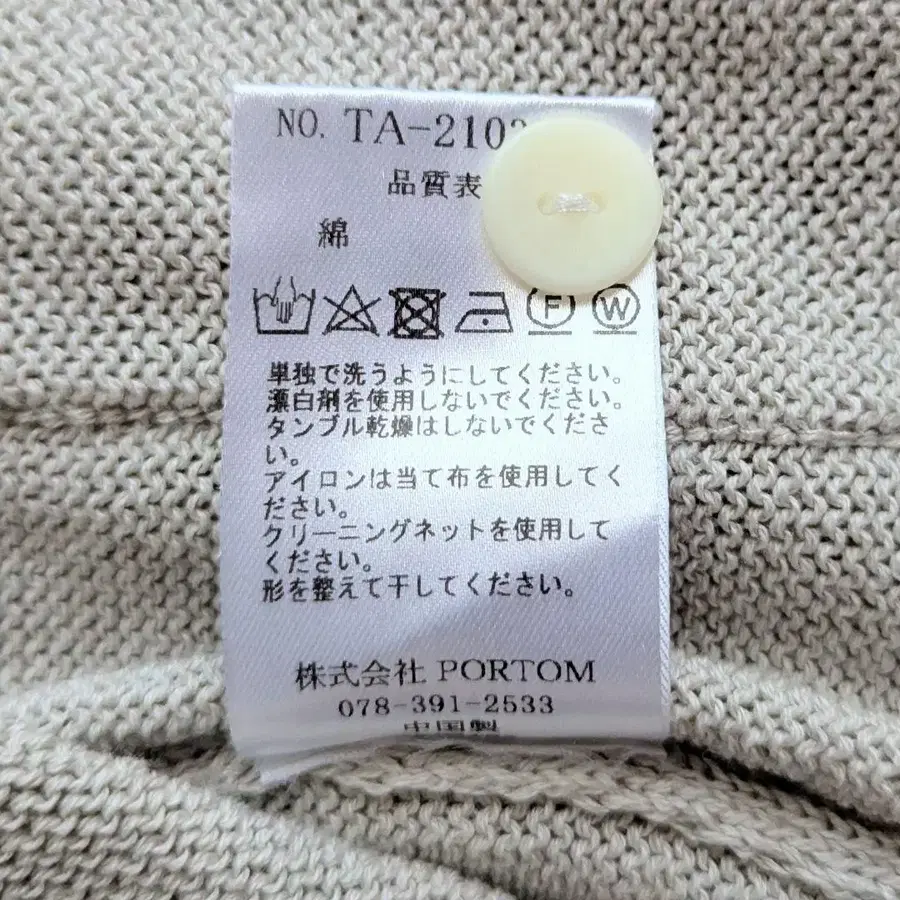 NO. TA-2102
品質表
綿
F W
単独で洗うようにしてください。
漂白剤を使用しないでください。
タンブル乾燥はしないでくださ
い。
アイロンは当て布を使用してく
ださい。
クリーニングネットを使用して
ください。
形を整えて干してください。
株式会社 PORTOM
078-391-2533
中国製